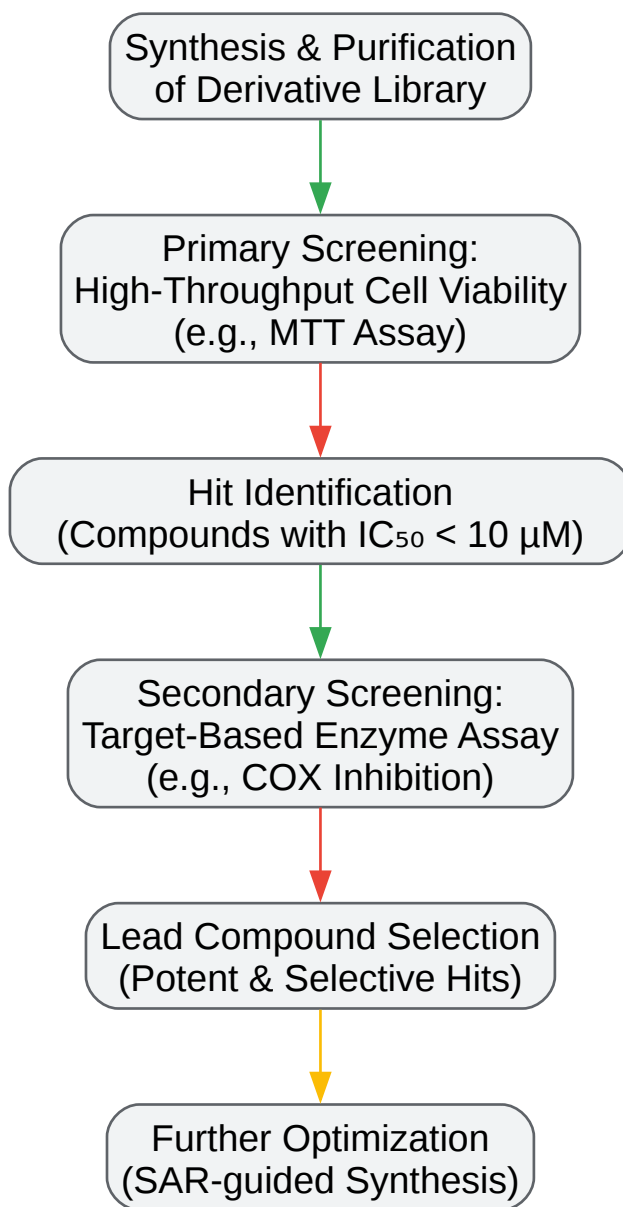 Synthesis & Purification
of Derivative Library
Primary Screening:
High-Throughput Cell Viability
(e.g., MTT Assay)
Hit Identification
(Compounds with IC₅₀ < 10 μM)
Secondary Screening:
Target-Based Enzyme Assay
(e.g., COX Inhibition)
Lead Compound Selection
(Potent & Selective Hits)
Further Optimization
(SAR-guided Synthesis)